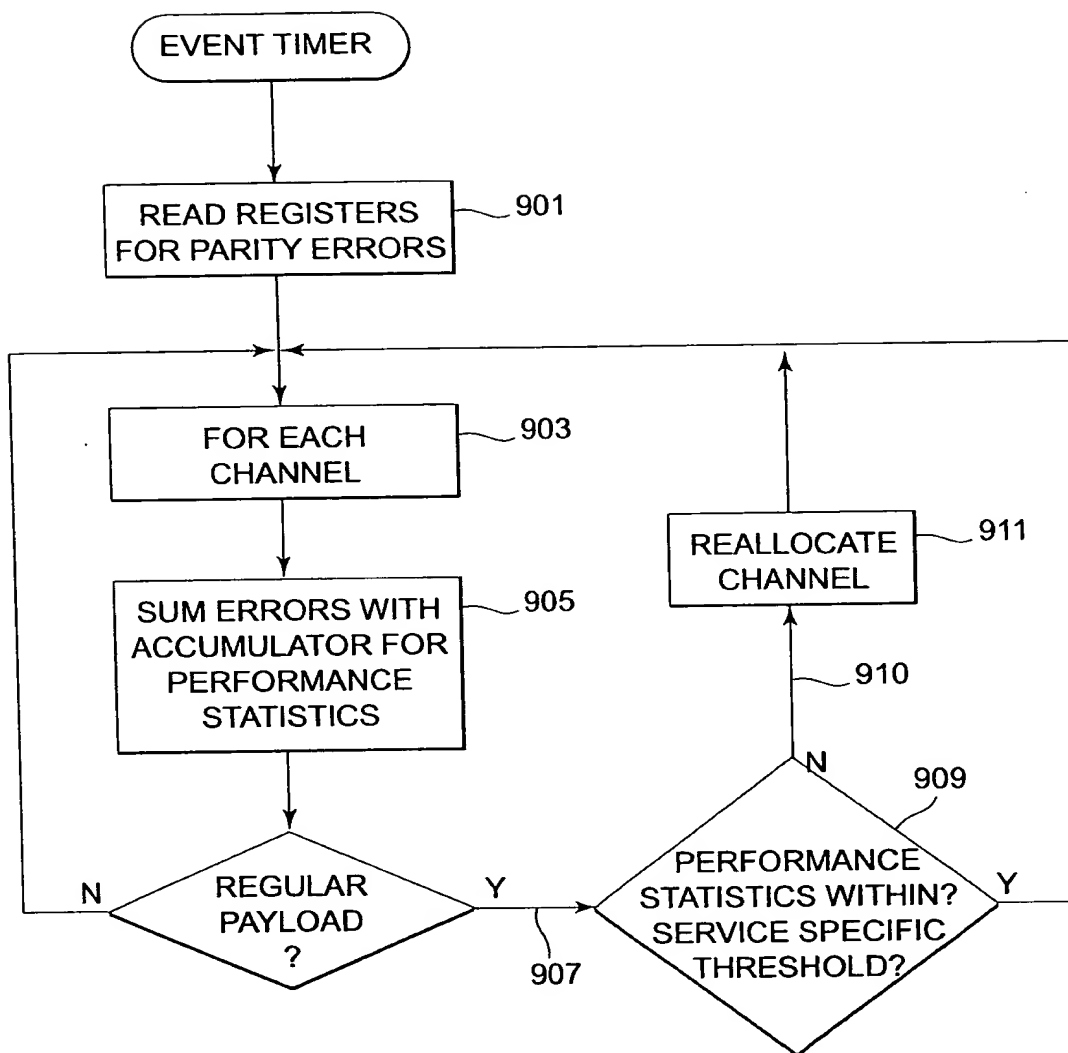 EVENT TIMER
READ REGISTERS
FOR PARITY ERRORS
901
FOR EACH
CHANNEL
903
SUM ERRORS WITH
ACCUMULATOR FOR
PERFORMANCE
STATISTICS
905
REGULAR
PAYLOAD
?
N
Y
907
PERFORMANCE
STATISTICS WITHIN?
SERVICE SPECIFIC
THRESHOLD?
909
N
Y
910
REALLOCATE
CHANNEL
911